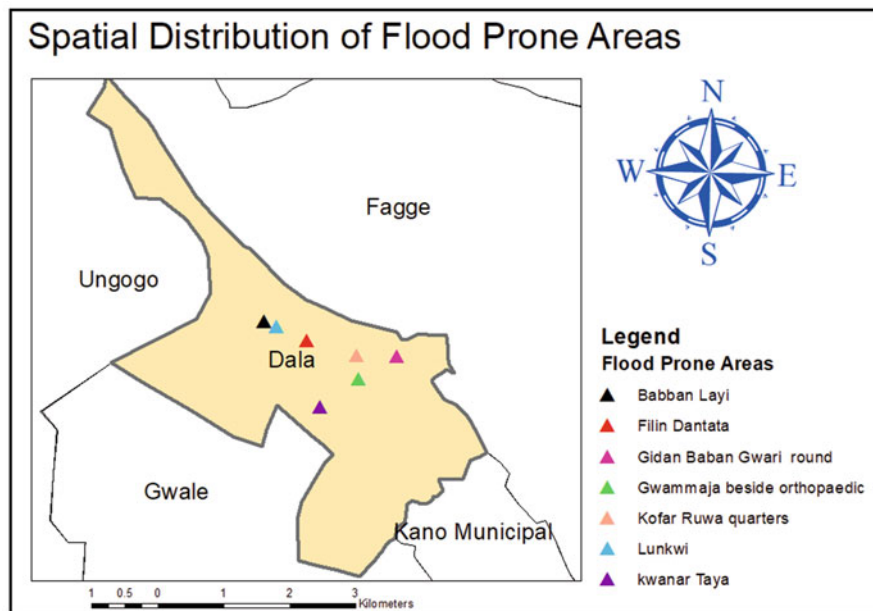 Spatial Distribution of Flood Prone Areas
N
W E
S
Fagge
Ungogo
Dala
Gwale
Kano Municipal
Legend
Flood Prone Areas
Babban Layi
Filin Dantata
Gidan Baban Gwari round
Gwammaja beside orthopaedic
Kofar Ruwa quarters
Lunkwi
kwanar Taya
1 0.5 0 1 2 3
Kilometers